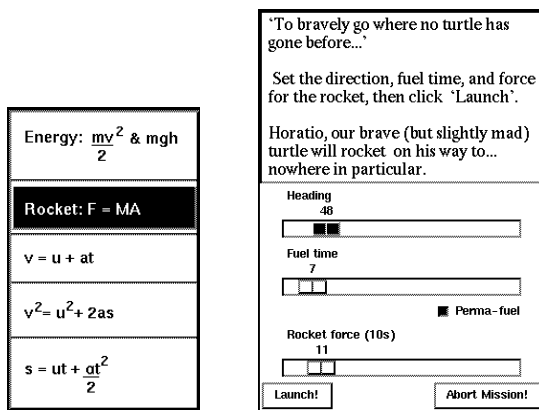 Energy: mv²/2 & mgh
Rocket: F = MA
v = u + at
v²= u²+ 2as
s = ut + at²/2
‘To bravely go where no turtle has
gone before...’
Set the direction, fuel time, and force
for the rocket, then click ‘Launch’.
Horatio, our brave (but slightly mad)
turtle will rocket on his way to...
nowhere in particular.
Heading
48
Fuel time
7
Perma-fuel
Rocket force (10s)
11
Launch!
Abort Mission!